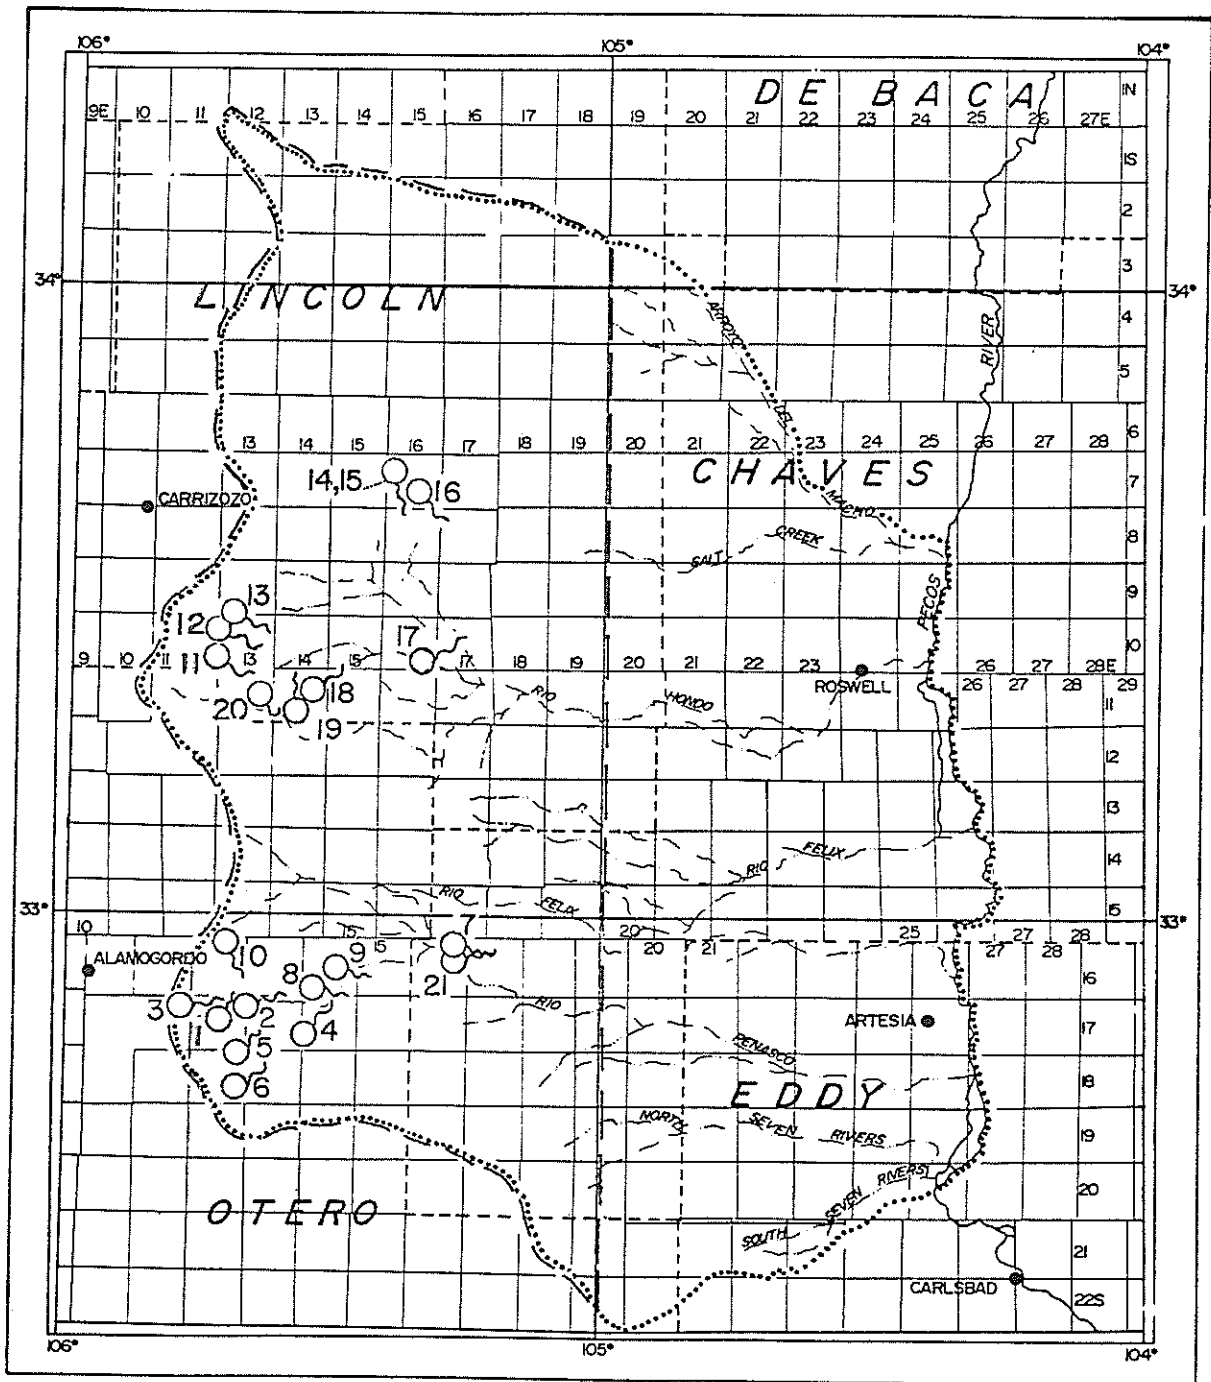 106° 105° 104°
DE BACA
9E 10 11 12 13 14 15 16 17 18 19 20 21 22 23 24 25 26 27E
1N
1S
2
3
34° 34°
LINCOLN
ARROYO
4
RIVER
5
DEL
6
13 14 15 16 17 18 19 20 21 22 23 24 25 26 27 28
CHAVES
14,15 16
7
CARRIZOZO
MACHO
SALT CREEK
8
9
13
12
PECOS
10
11
17
9 10 11 13 14 15 17 18 19 20 21 22 23 26 27 28E
ROSWELL
26 27 28 29
18
RIO HONDO
11
20
19
12
13
RIO FELIX
14
RIO FELIX
15
33° 33°
10 15 15 20 20 21 25 27 27 28 28
7
ALAMOGORDO
10
9
8
21
16
3
1
2
4
RIO
ARTESIA
17
5
PENASCO
6
18
EDDY
NORTH SEVEN RIVERS
19
SOUTH SEVEN RIVERS
20
OTERO
21
CARLSBAD
22S
106° 105° 104°